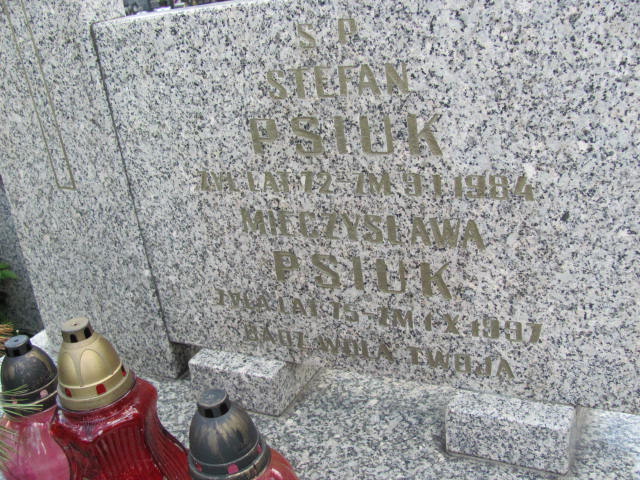 S P
STEFAN
PSIUK
ŻYŁ LAT 72 - ZM 9 I 1984
MIECZYSŁAWA
PSIUK
ŻYŁA LAT 75 - ZM 1 X 1997
BĄDŹ WOLA TWOJA